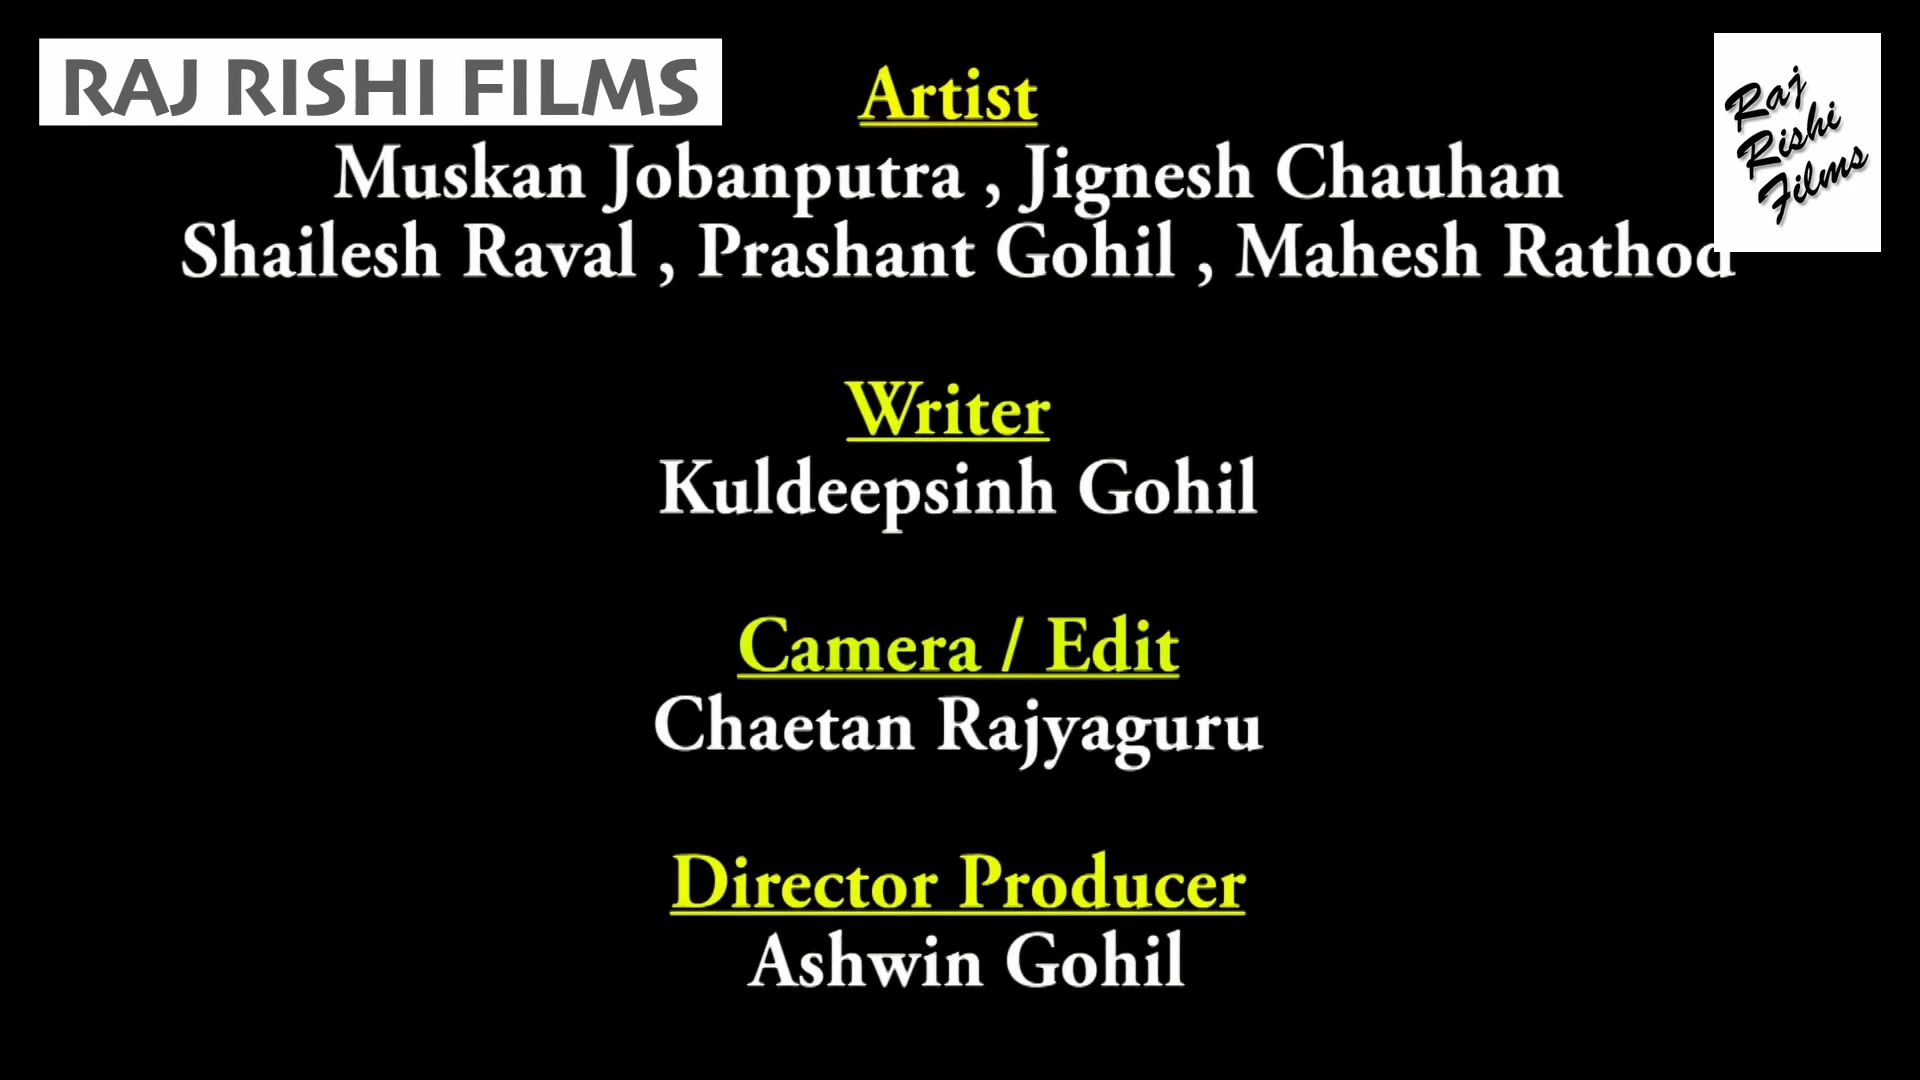 RAJ RISHI FILMS
Raj
Rishi
Films
Artist
Muskan Jobanputra , Jignesh Chauhan
Shailesh Raval , Prashant Gohil , Mahesh Rathod
Writer
Kuldeepsinh Gohil
Camera / Edit
Chaetan Rajyaguru
Director Producer
Ashwin Gohil